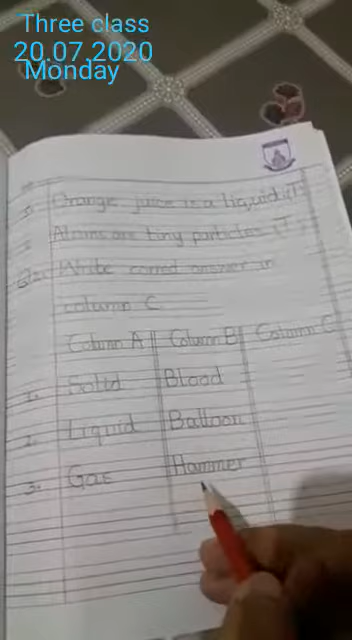 Three class
20.07.2020
Monday
Orange juice is a liquid (T)
Atoms are tiny particles (T)
Write correct answer in
column C
Column A Column B Column C
1. Solid Blood
2. Liquid Balloon
3. Gas Hammer